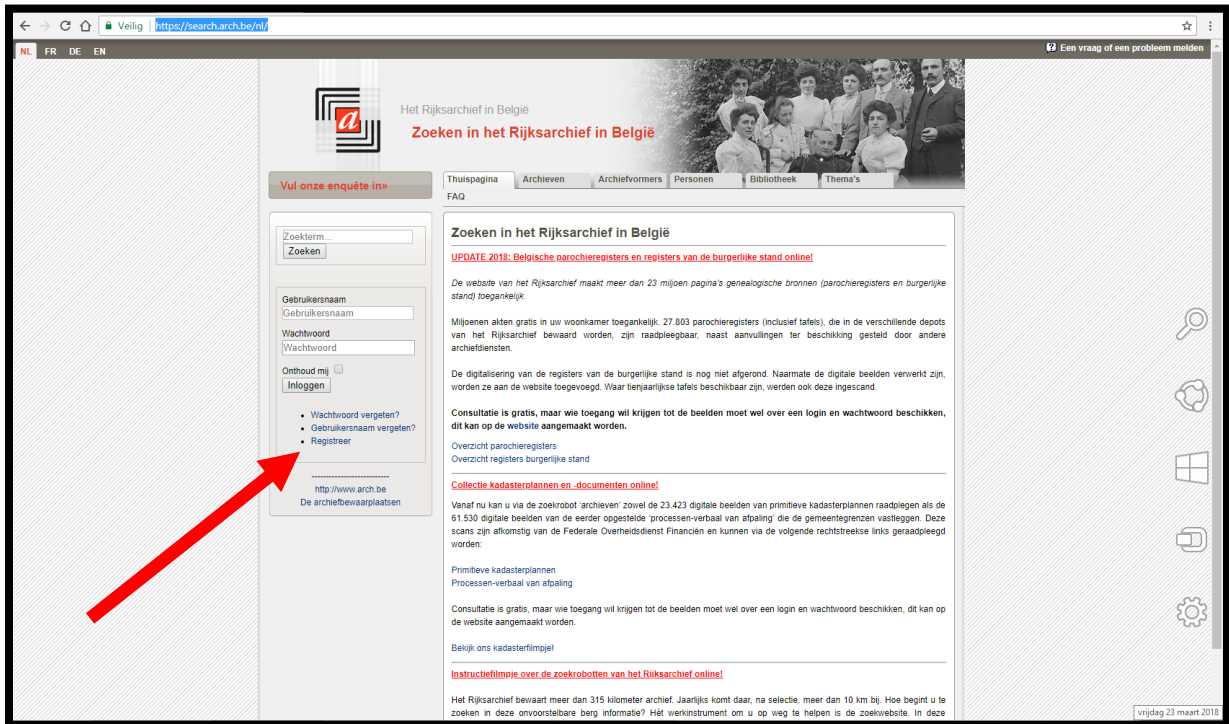 Veilig | https://search.arch.be/nl/
NL FR DE EN
Een vraag of een probleem melden
Het Rijksarchief in België
Zoeken in het Rijksarchief in België
Vul onze enquête in»
Thuispagina Archieven Archiefvormers Personen Bibliotheek Thema's
FAQ
Zoekterm...
Zoeken
Gebruikersnaam
Gebruikersnaam
Wachtwoord
Wachtwoord
Onthoud mij
Inloggen
Wachtwoord vergeten?
Gebruikersnaam vergeten?
Registreer
--------------------------
http://www.arch.be
De archiefbewaarplaatsen
Zoeken in het Rijksarchief in België
UPDATE 2018: Belgische parochieregisters en registers van de burgerlijke stand online!
De website van het Rijksarchief maakt meer dan 23 miljoen pagina's genealogische bronnen (parochieregisters en burgerlijke
stand) toegankelijk.
Miljoenen akten gratis in uw woonkamer toegankelijk. 27.803 parochieregisters (inclusief tafels), die in de verschillende depots
van het Rijksarchief bewaard worden, zijn raadpleegbaar, naast aanvullingen ter beschikking gesteld door andere
archiefdiensten.
De digitalisering van de registers van de burgerlijke stand is nog niet afgerond. Naarmate de digitale beelden verwerkt zijn,
worden ze aan de website toegevoegd. Waar tienjaarlijkse tafels beschikbaar zijn, werden ook deze ingescand.
Consultatie is gratis, maar wie toegang wil krijgen tot de beelden moet wel over een login en wachtwoord beschikken,
dit kan op de website aangemaakt worden.
Overzicht parochieregisters
Overzicht registers burgerlijke stand
Collectie kadasterplannen en -documenten online!
Vanaf nu kan u via de zoekrobot 'archieven' zowel de 23.423 digitale beelden van primitieve kadasterplannen raadplegen als de
61.530 digitale beelden van de eerder opgestelde 'processen-verbaal van afpaling' die de gemeentegrenzen vastleggen. Deze
scans zijn afkomstig van de Federale Overheidsdienst Financiën en kunnen via de volgende rechtstreekse links geraadpleegd
worden:
Primitieve kadasterplannen
Processen-verbaal van afpaling
Consultatie is gratis, maar wie toegang wil krijgen tot de beelden moet wel over een login en wachtwoord beschikken, dit kan op
de website aangemaakt worden.
Bekijk ons kadasterfilmpje!
Instructiefilmpje over de zoekrobotten van het Rijksarchief online!
Het Rijksarchief bewaart meer dan 315 kilometer archief. Jaarlijks komt daar, na selectie, meer dan 10 km bij. Hoe begint u te
zoeken in deze onvoorstelbare berg informatie? Hét werkinstrument om u op weg te helpen is de zoekwebsite. In deze
vrijdag 23 maart 2018